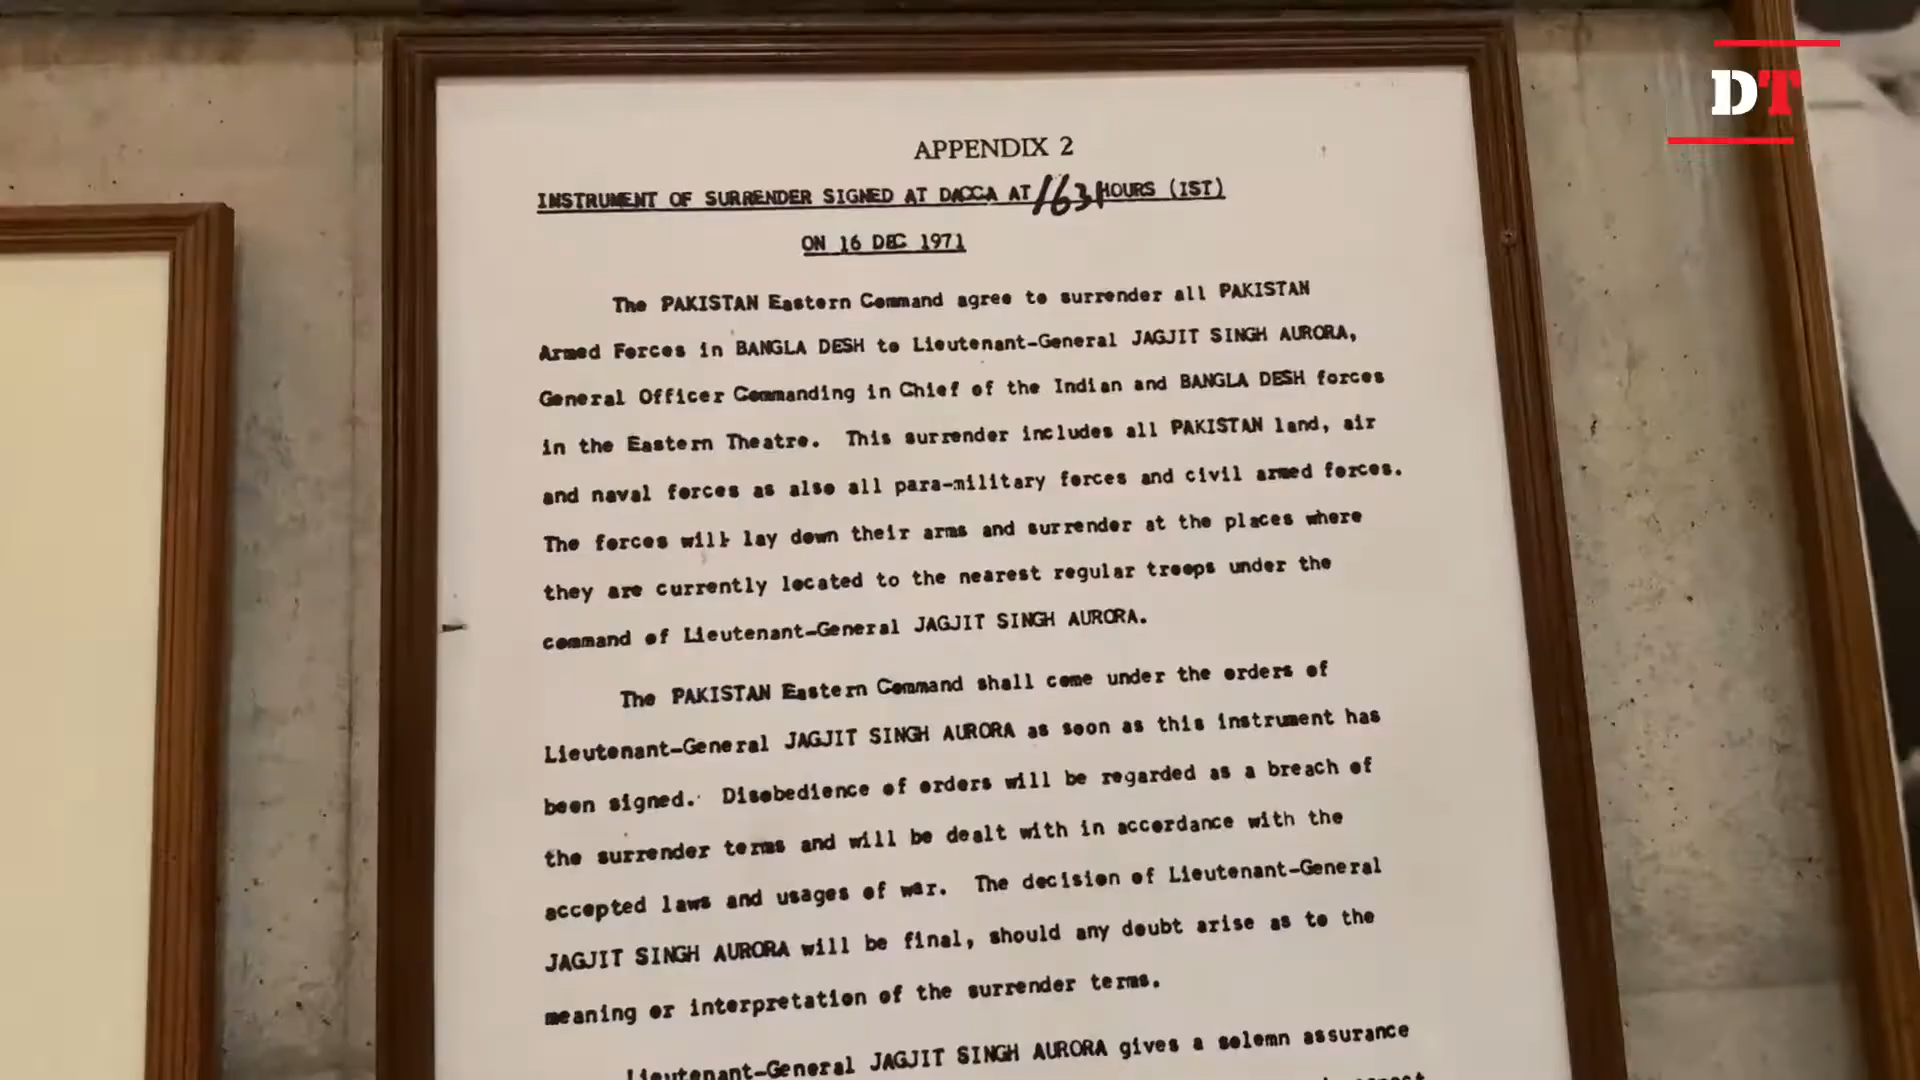 DT
APPENDIX 2
INSTRUMENT OF SURRENDER SIGNED AT DACCA AT 1631 HOURS (IST)
ON 16 DEC 1971
The PAKISTAN Eastern Command agree to surrender all PAKISTAN
Armed Forces in BANGLA DESH to Lieutenant-General JAGJIT SINGH AURORA,
General Officer Commanding in Chief of the Indian and BANGLA DESH forces
in the Eastern Theatre. This surrender includes all PAKISTAN land, air
and naval forces as also all para-military forces and civil armed forces.
The forces will lay down their arms and surrender at the places where
they are currently located to the nearest regular troops under the
command of Lieutenant-General JAGJIT SINGH AURORA.
The PAKISTAN Eastern Command shall come under the orders of
Lieutenant-General JAGJIT SINGH AURORA as soon as this instrument has
been signed. Disobedience of orders will be regarded as a breach of
the surrender terms and will be dealt with in accordance with the
accepted laws and usages of war. The decision of Lieutenant-General
JAGJIT SINGH AURORA will be final, should any doubt arise as to the
meaning or interpretation of the surrender terms.
Lieutenant-General JAGJIT SINGH AURORA gives a solemn assurance